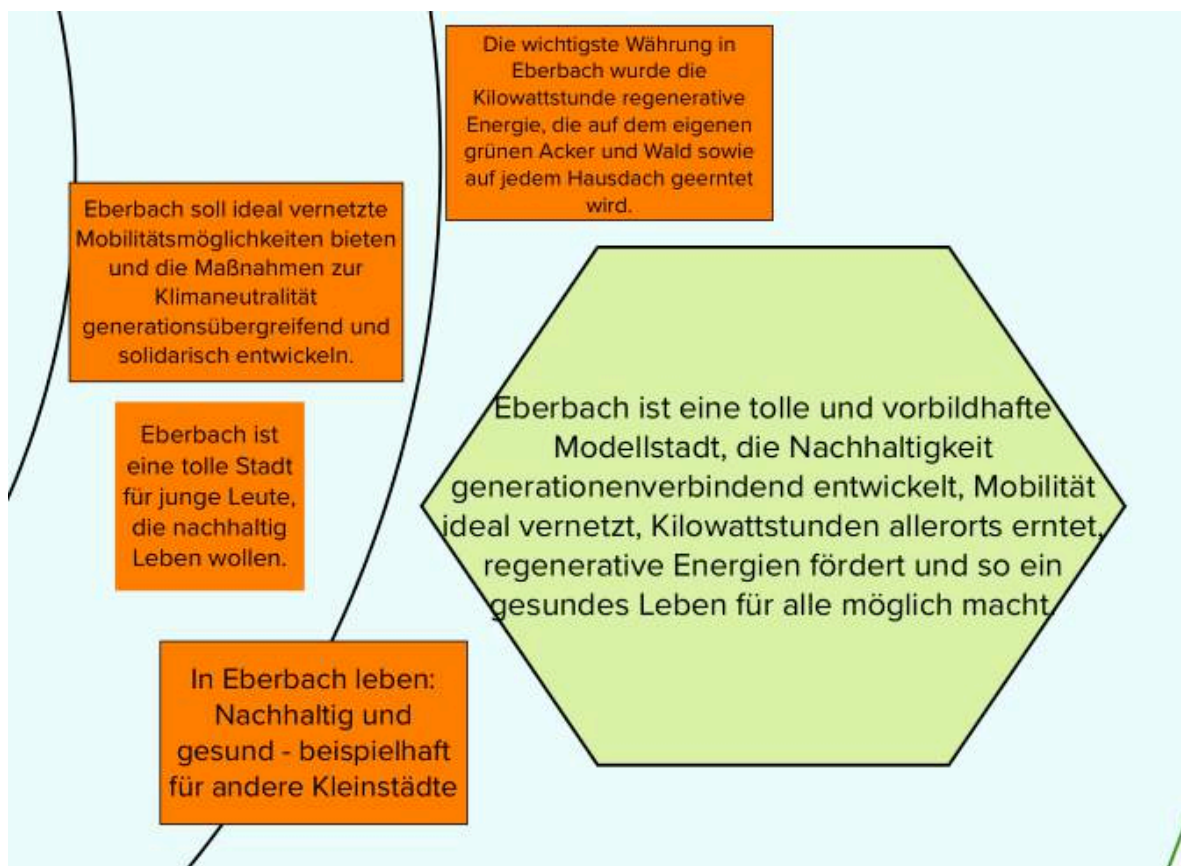 Die wichtigste Währung in
Eberbach wurde die
Kilowattstunde regenerative
Energie, die auf dem eigenen
grünen Acker und Wald sowie
auf jedem Hausdach geerntet
wird.
Eberbach soll ideal vernetzte
Mobilitätsmöglichkeiten bieten
und die Maßnahmen zur
Klimaneutralität
generationsübergreifend und
solidarisch entwickeln.
Eberbach ist
eine tolle Stadt
für junge Leute,
die nachhaltig
Leben wollen.
Eberbach ist eine tolle und vorbildhafte
Modellstadt, die Nachhaltigkeit
generationenverbindend entwickelt, Mobilität
ideal vernetzt, Kilowattstunden allerorts erntet,
regenerative Energien fördert und so ein
gesundes Leben für alle möglich macht.
In Eberbach leben:
Nachhaltig und
gesund - beispielhaft
für andere Kleinstädte